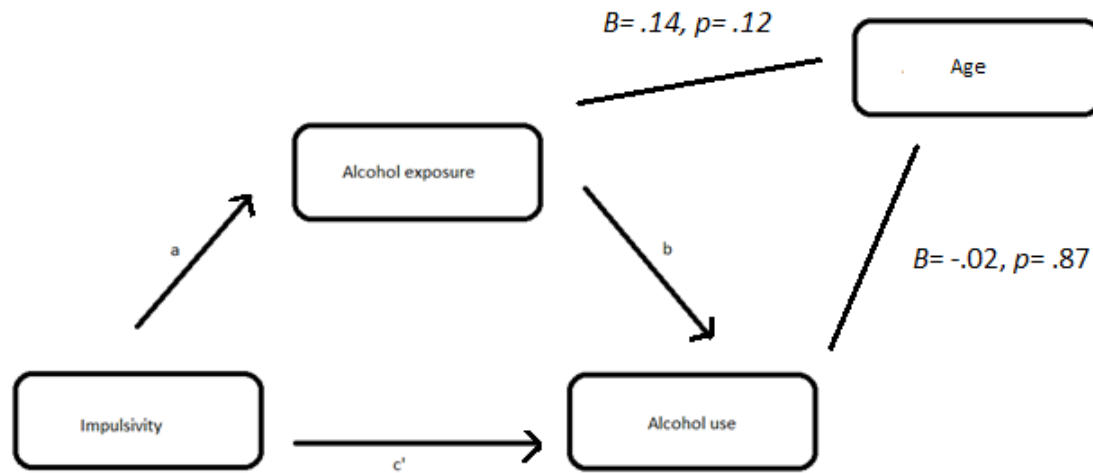 B= .14, p= .12
Age
Alcohol exposure
a
b
B= -.02, p= .87
Impulsivity
Alcohol use
c'